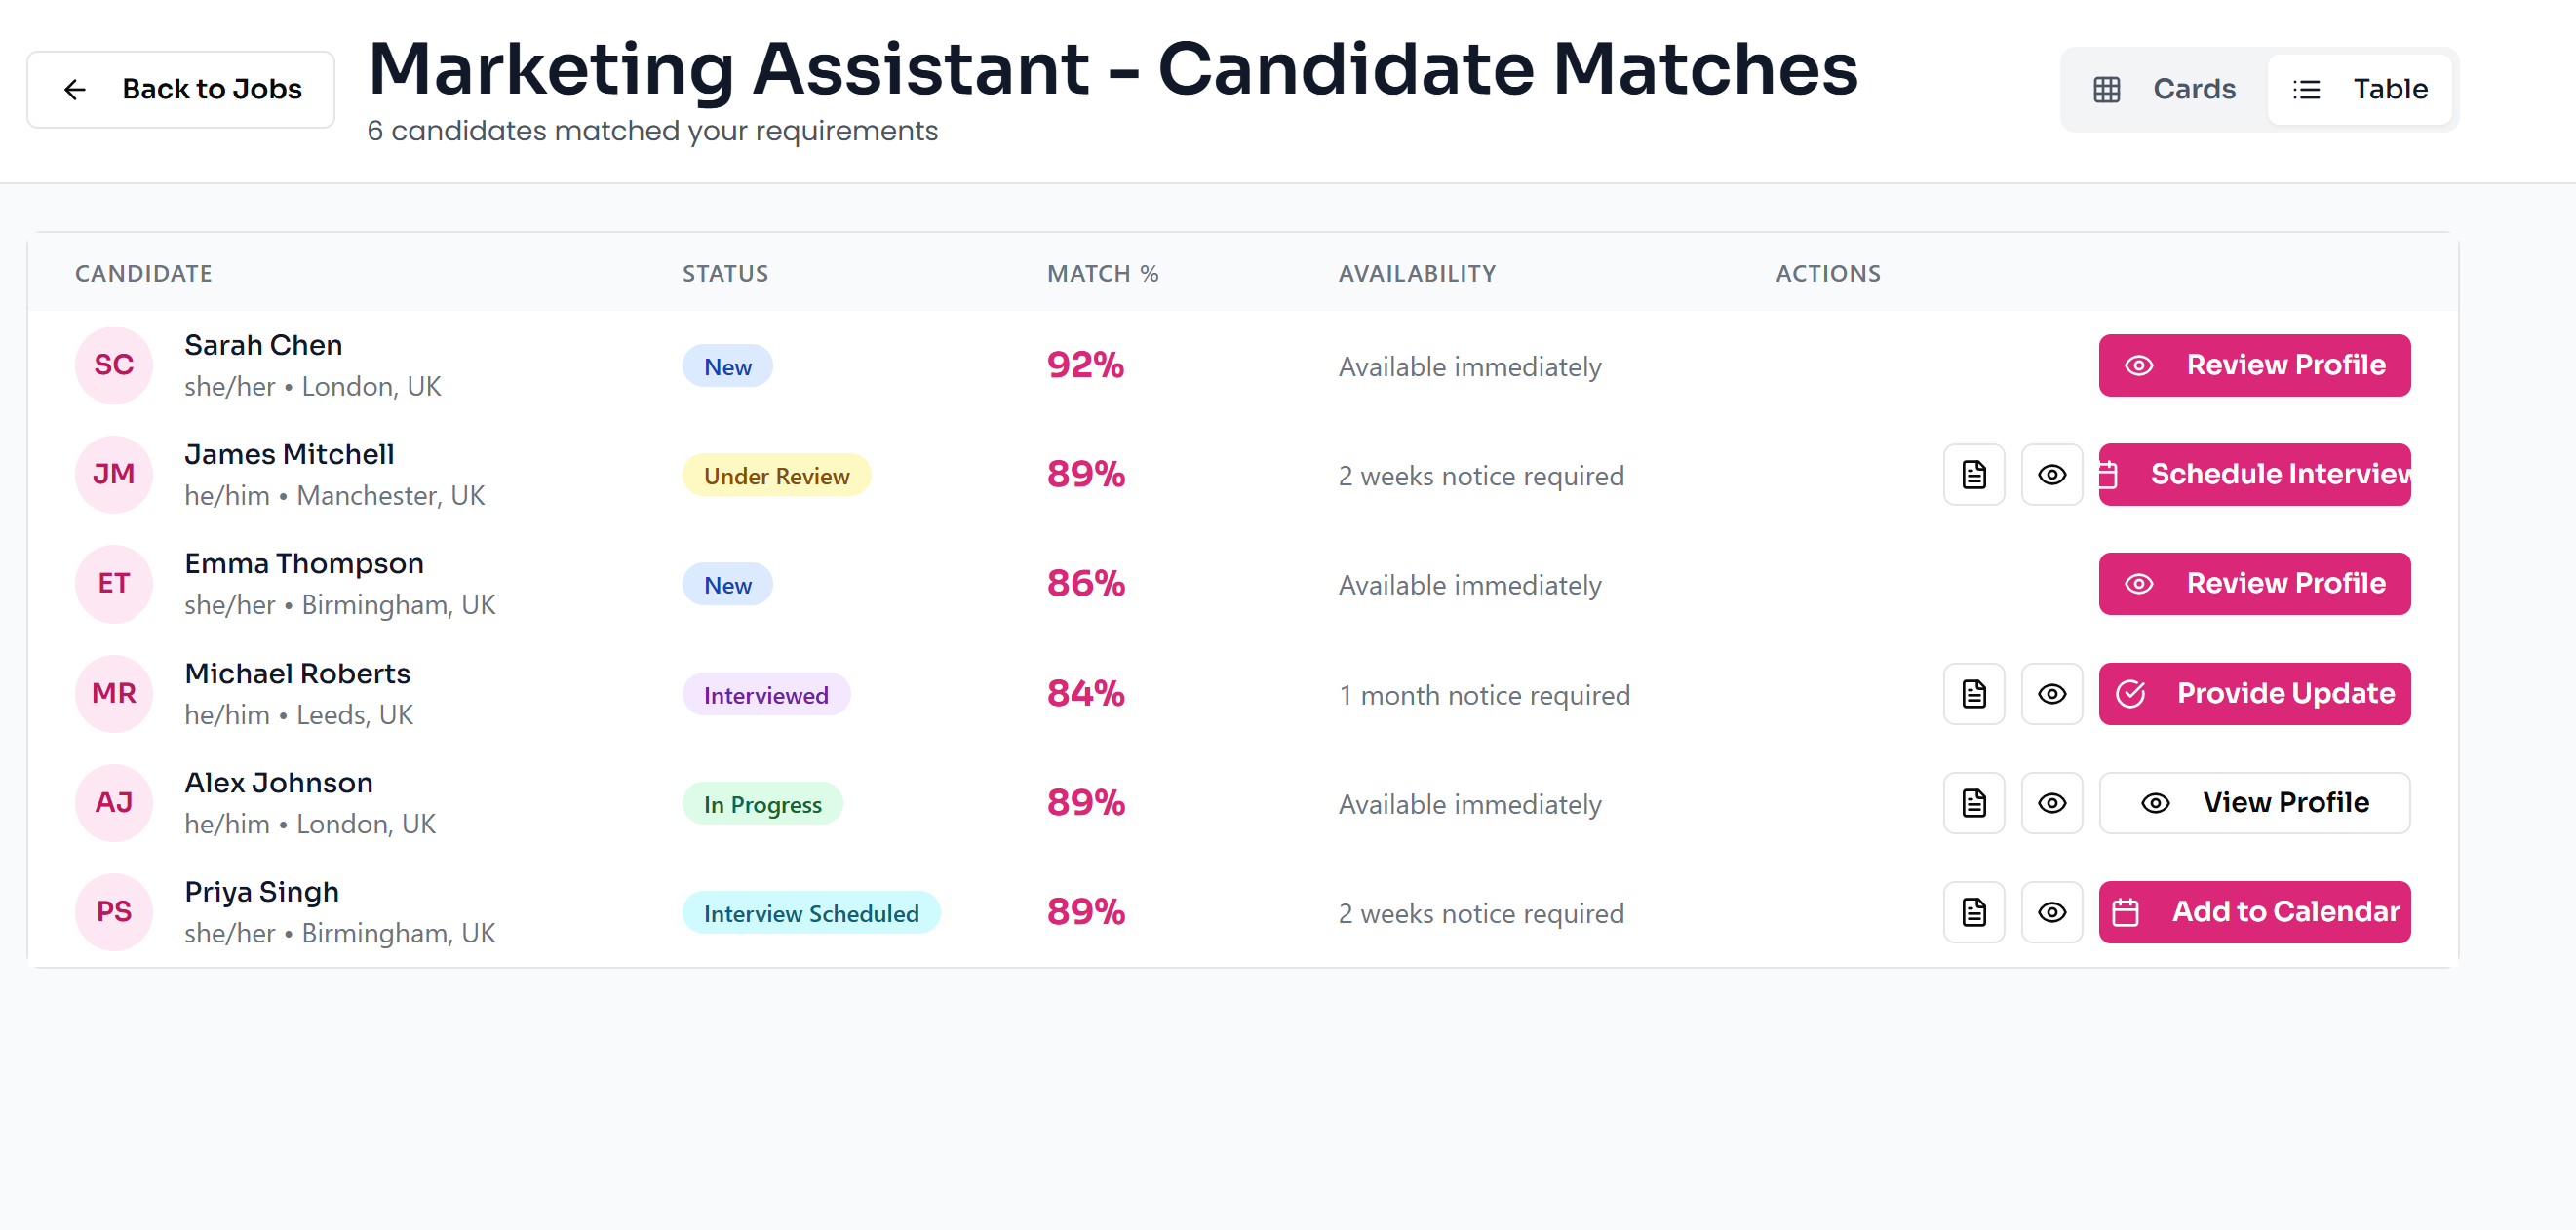 Back to Jobs
Marketing Assistant - Candidate Matches
6 candidates matched your requirements
Cards
Table
CANDIDATE STATUS MATCH % AVAILABILITY ACTIONS
SC Sarah Chen
she/her • London, UK
New 92% Available immediately Review Profile
JM James Mitchell
he/him • Manchester, UK
Under Review 89% 2 weeks notice required Schedule Interview
ET Emma Thompson
she/her • Birmingham, UK
New 86% Available immediately Review Profile
MR Michael Roberts
he/him • Leeds, UK
Interviewed 84% 1 month notice required Provide Update
AJ Alex Johnson
he/him • London, UK
In Progress 89% Available immediately View Profile
PS Priya Singh
she/her • Birmingham, UK
Interview Scheduled 89% 2 weeks notice required Add to Calendar